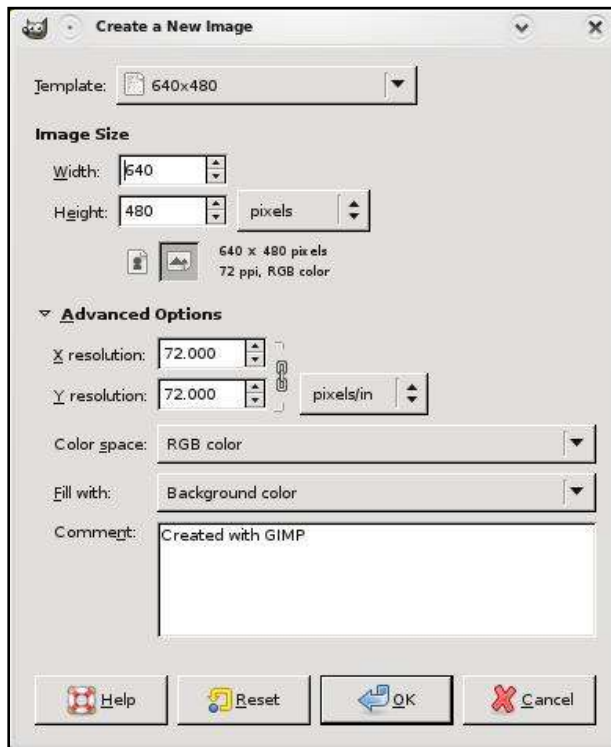 Create a New Image
Template: 640x480
Image Size
Width: 640
Height: 480 pixels
640 x 480 pixels
72 ppi, RGB color
Advanced Options
X resolution: 72.000
Y resolution: 72.000 pixels/in
Color space: RGB color
Fill with: Background color
Comment: Created with GIMP
Help Reset OK Cancel